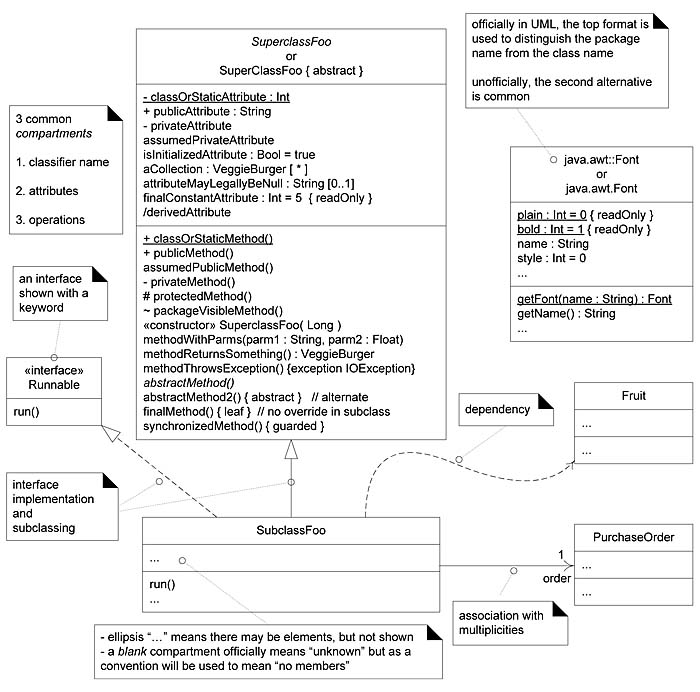 SuperclassFoo
or
SuperClassFoo { abstract }
- classOrStaticAttribute : Int
+ publicAttribute : String
- privateAttribute
assumedPrivateAttribute
isInitializedAttribute : Bool = true
aCollection : VeggieBurger [ * ]
attributeMayLegallyBeNull : String [0..1]
finalConstantAttribute : Int = 5 { readOnly }
/derivedAttribute
+ classOrStaticMethod()
+ publicMethod()
assumedPublicMethod()
- privateMethod()
# protectedMethod()
~ packageVisibleMethod()
«constructor» SuperclassFoo( Long )
methodWithParms(parm1 : String, parm2 : Float)
methodReturnsSomething() : VeggieBurger
methodThrowsException() {exception IOException}
abstractMethod()
abstractMethod2() { abstract } // alternate
finalMethod() { leaf } // no override in subclass
synchronizedMethod() { guarded }
officially in UML, the top format is
used to distinguish the package
name from the class name
unofficially, the second alternative
is common
3 common
compartments
1. classifier name
2. attributes
3. operations
java.awt::Font
or
java.awt.Font
plain : Int = 0 { readOnly }
bold : Int = 1 { readOnly }
name : String
style : Int = 0
...
getFont(name : String) : Font
getName() : String
...
an interface
shown with a
keyword
«interface»
Runnable
run()
dependency
Fruit
...
...
interface
implementation
and
subclassing
SubclassFoo
...
run()
...
1
order
PurchaseOrder
...
...
association with
multiplicities
- ellipsis “…” means there may be elements, but not shown
- a blank compartment officially means “unknown” but as a
convention will be used to mean “no members”